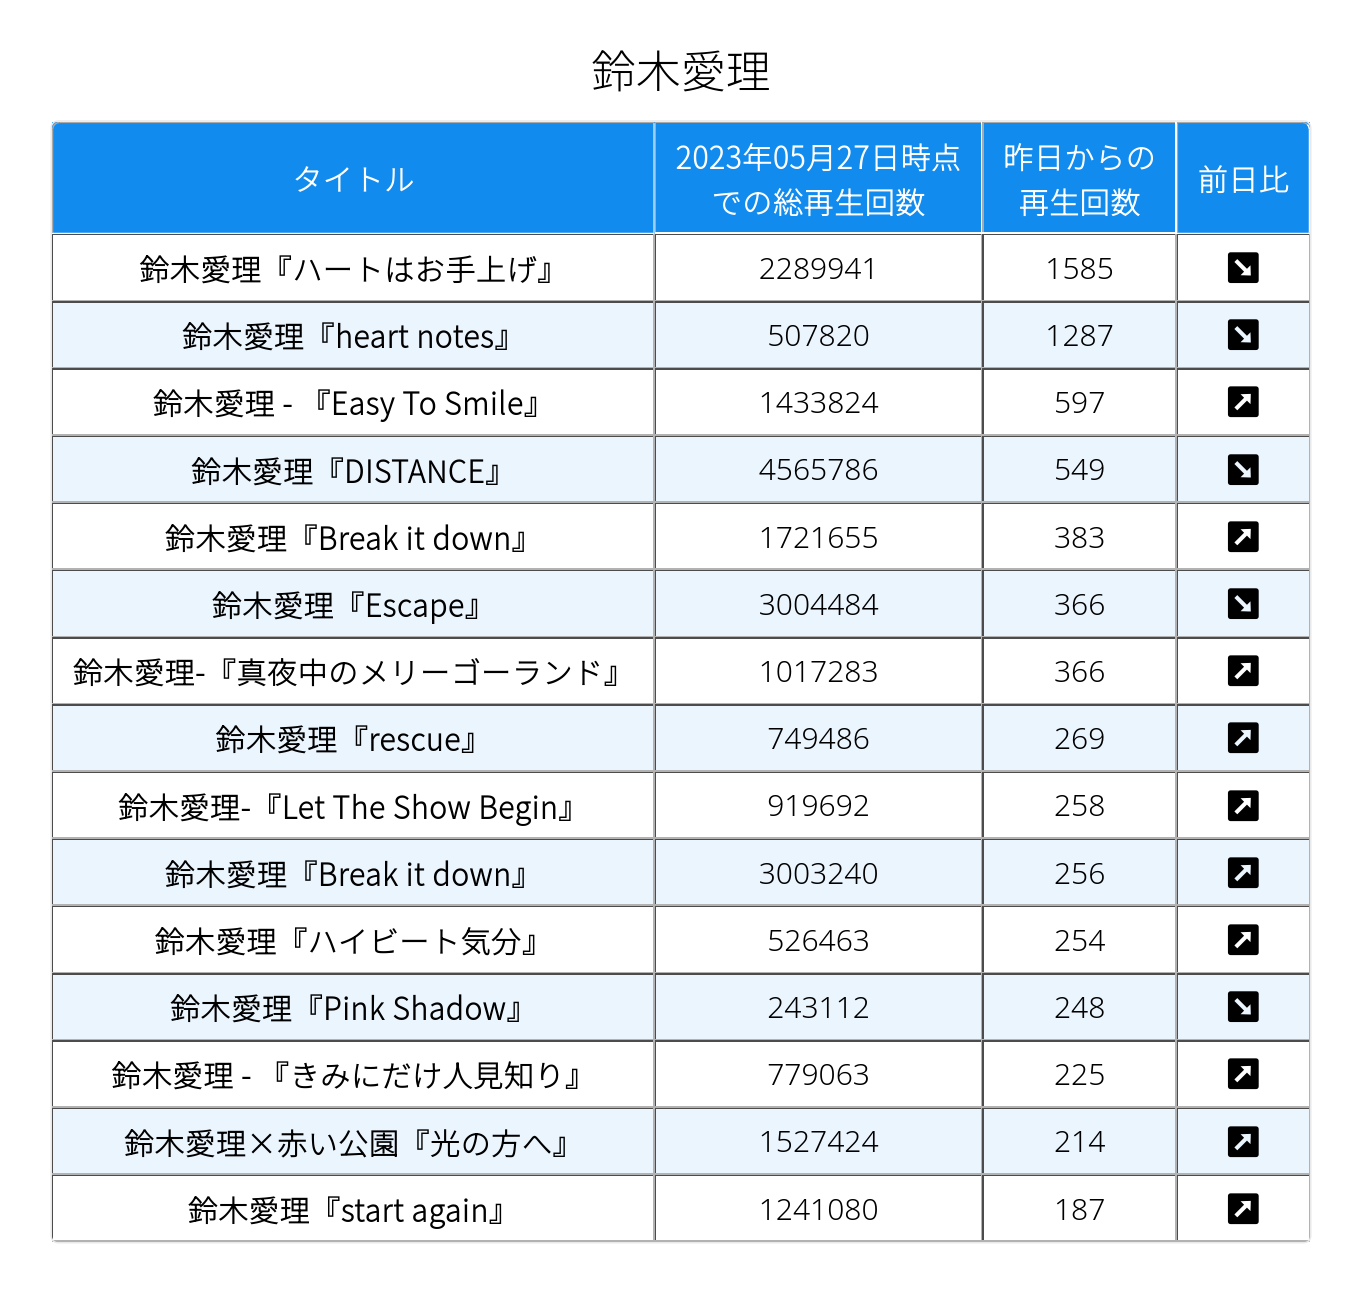 鈴木愛理
タイトル 2023年05月27日時点での総再生回数 昨日からの再生回数 前日比
鈴木愛理『ハートはお手上げ』 2289941 1585 ↘
鈴木愛理『heart notes』 507820 1287 ↘
鈴木愛理 - 『Easy To Smile』 1433824 597 ↗
鈴木愛理『DISTANCE』 4565786 549 ↘
鈴木愛理『Break it down』 1721655 383 ↗
鈴木愛理『Escape』 3004484 366 ↘
鈴木愛理-『真夜中のメリーゴーランド』 1017283 366 ↗
鈴木愛理『rescue』 749486 269 ↗
鈴木愛理-『Let The Show Begin』 919692 258 ↗
鈴木愛理『Break it down』 3003240 256 ↗
鈴木愛理『ハイビート気分』 526463 254 ↗
鈴木愛理『Pink Shadow』 243112 248 ↘
鈴木愛理 - 『きみにだけ人見知り』 779063 225 ↗
鈴木愛理×赤い公園『光の方へ』 1527424 214 ↗
鈴木愛理『start again』 1241080 187 ↗